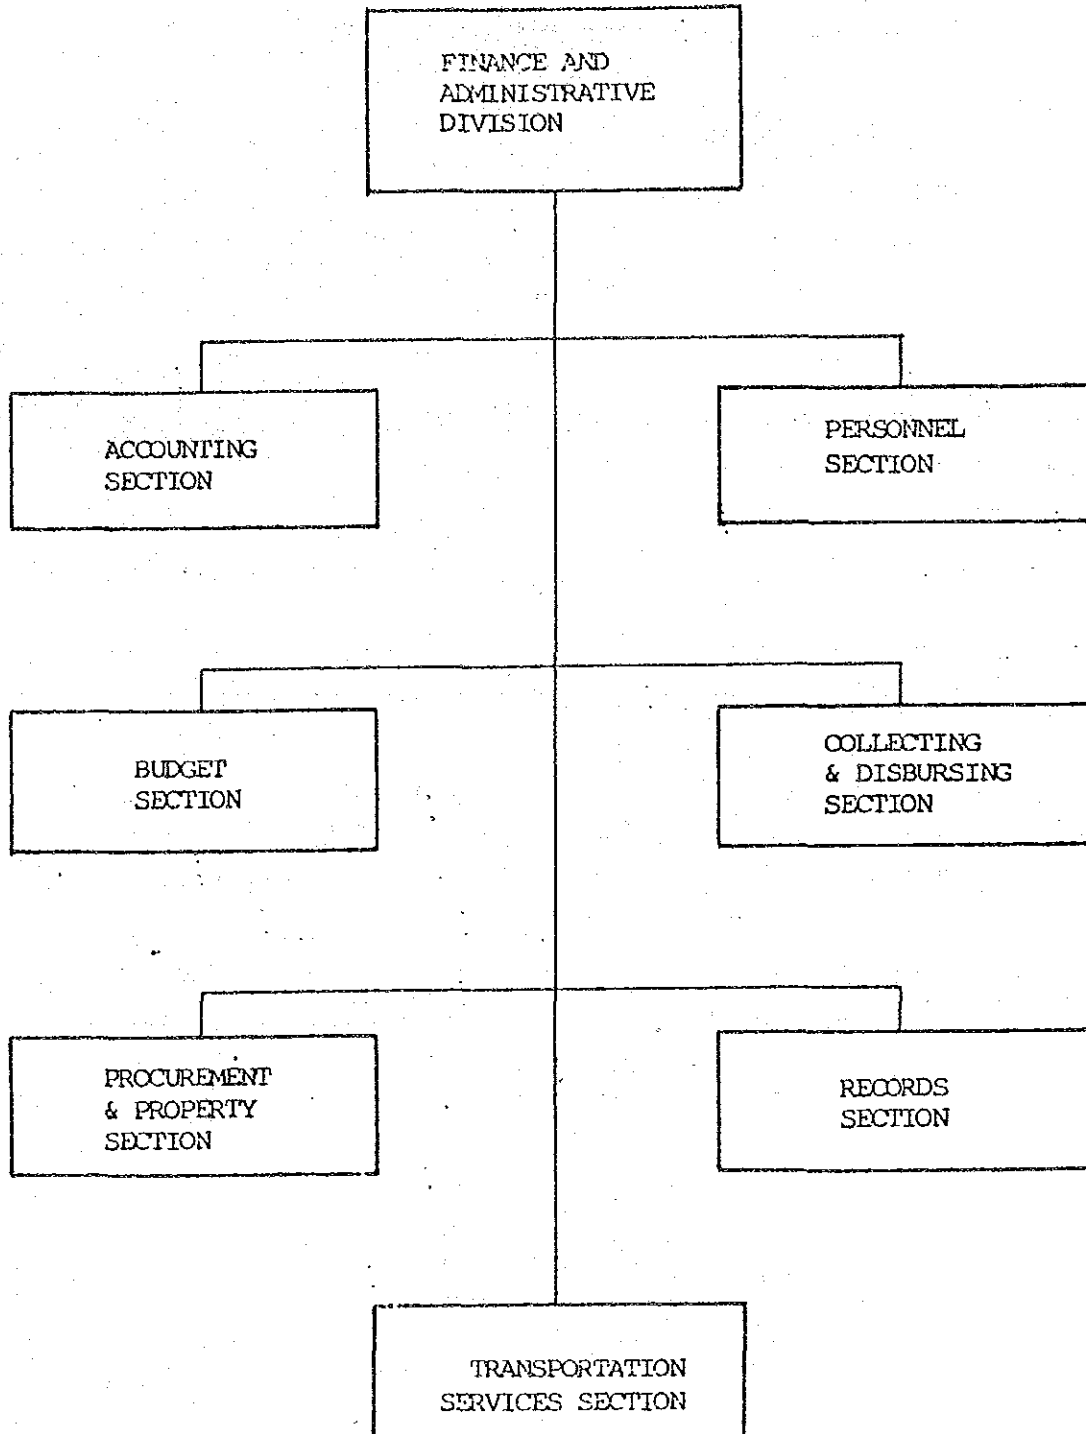 FINANCE AND
ADMINISTRATIVE
DIVISION
ACCOUNTING
SECTION
PERSONNEL
SECTION
BUDGET
SECTION
COLLECTING
& DISBURSING
SECTION
PROCUREMENT
& PROPERTY
SECTION
RECORDS
SECTION
TRANSPORTATION
SERVICES SECTION